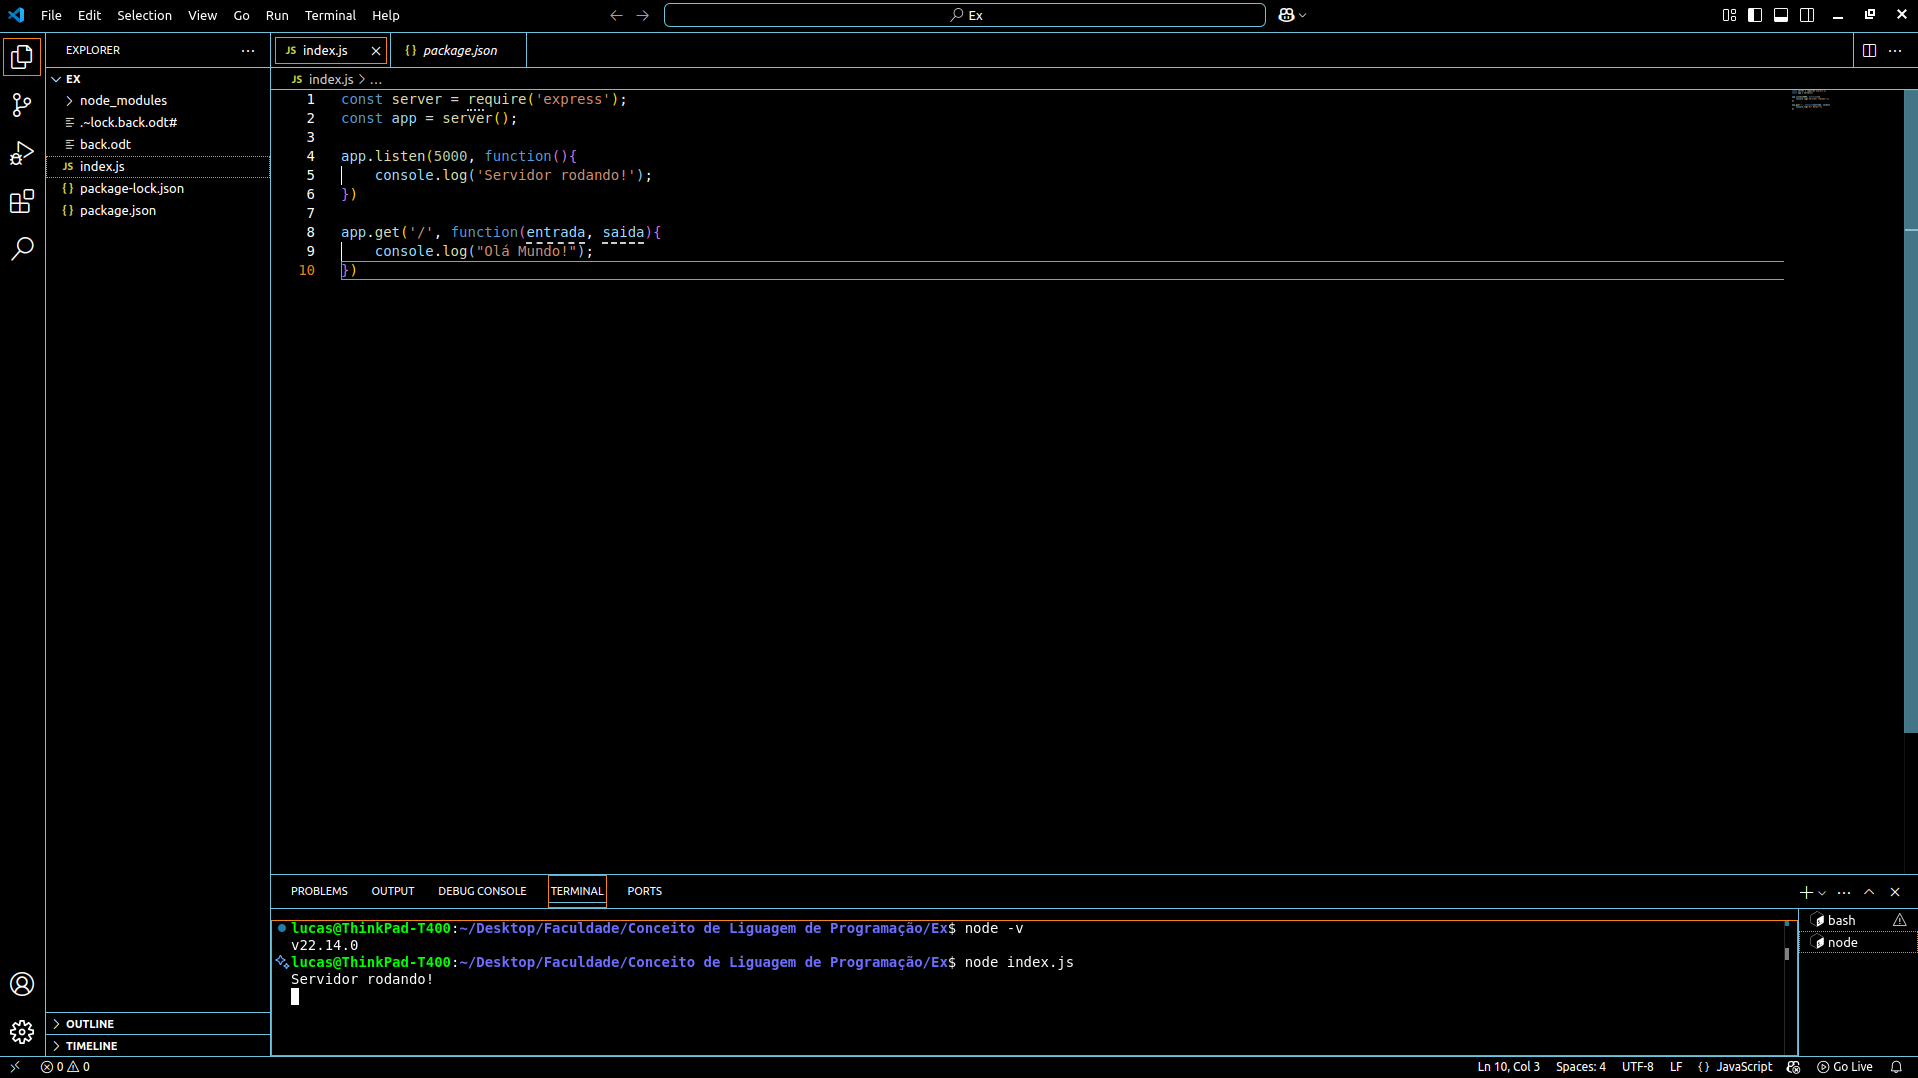 File Edit Selection View Go Run Terminal Help
Ex
EXPLORER
EX
node_modules
.~lock.back.odt#
back.odt
JS index.js
{} package-lock.json
{} package.json
OUTLINE
TIMELINE
JS index.js
{} package.json
JS index.js > ...
1 const server = require('express');
2 const app = server();
3
4 app.listen(5000, function(){
5 console.log('Servidor rodando!');
6 })
7
8 app.get('/', function(entrada, saida){
9 console.log("Olá Mundo!");
10 })
PROBLEMS OUTPUT DEBUG CONSOLE TERMINAL PORTS
lucas@ThinkPad-T400:~/Desktop/Faculdade/Conceito de Liguagem de Programação/Ex$ node -v
v22.14.0
lucas@ThinkPad-T400:~/Desktop/Faculdade/Conceito de Liguagem de Programação/Ex$ node index.js
Servidor rodando!
bash
node
0 0
Ln 10, Col 3 Spaces: 4 UTF-8 LF {} JavaScript Go Live